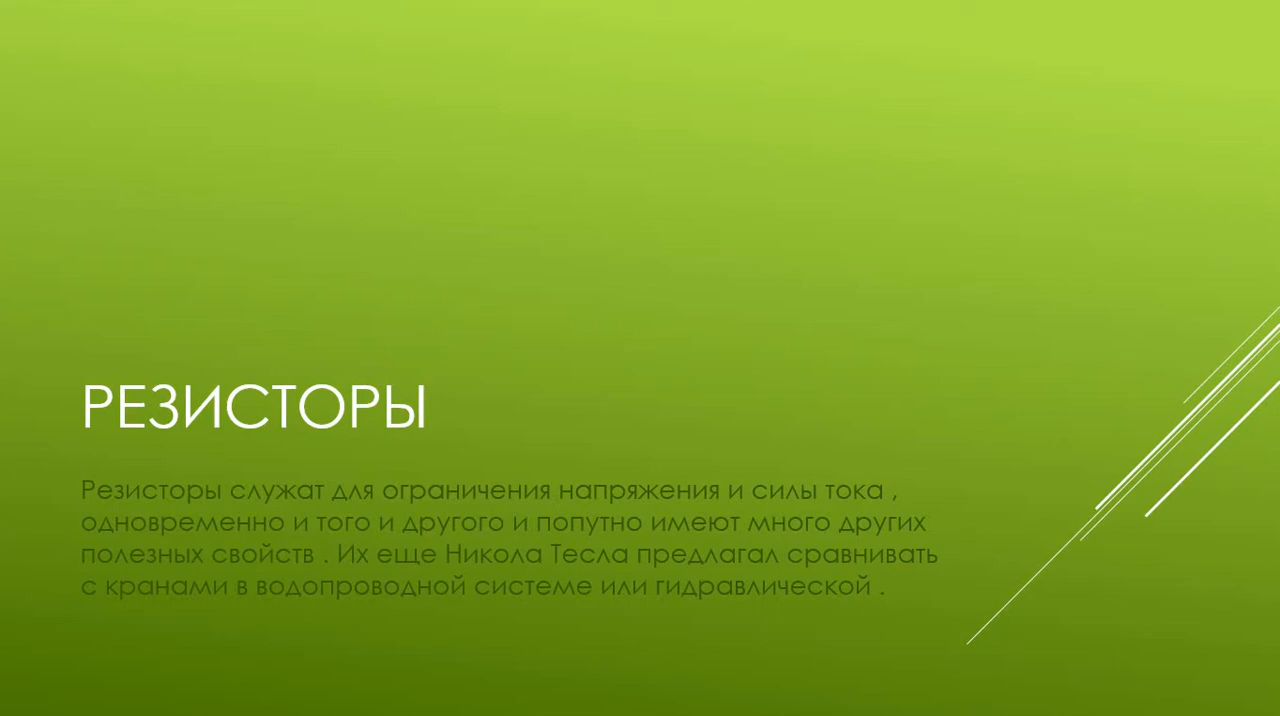 РЕЗИСТОРЫ
Резисторы служат для ограничения напряжения и силы тока ,
одновременно и того и другого и попутно имеют много других
полезных свойств . Их еще Никола Тесла предлагал сравнивать
с кранами в водопроводной системе или гидравлической .